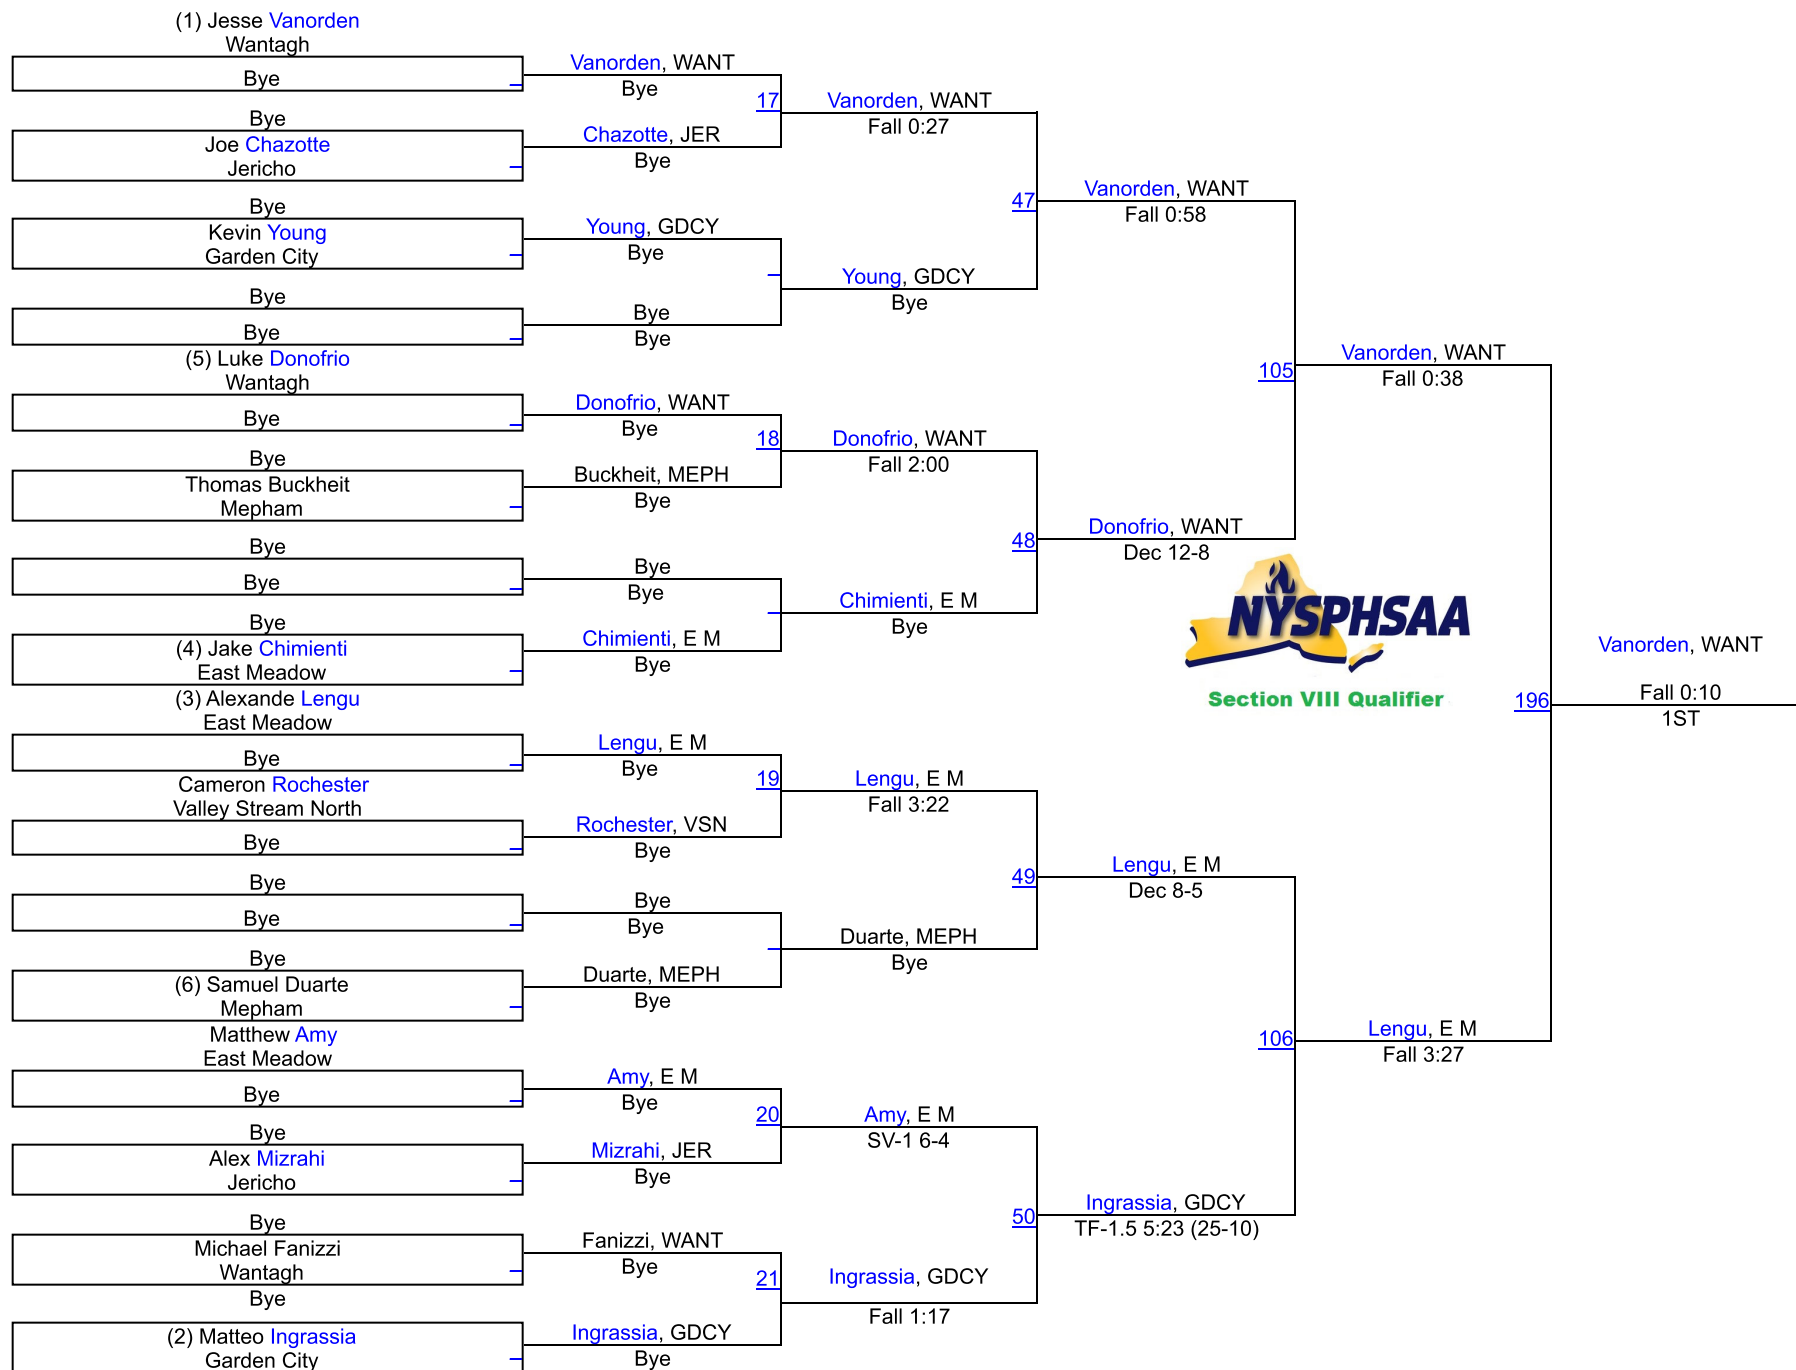 (1) Jesse Vanorden
Wantagh
Bye
Bye
Joe Chazotte
Jericho
Bye
Kevin Young
Garden City
Bye
Bye
(5) Luke Donofrio
Wantagh
Bye
Bye
Thomas Buckheit
Mepham
Bye
Bye
Bye
(4) Jake Chimienti
East Meadow
(3) Alexande Lengu
East Meadow
Bye
Cameron Rochester
Valley Stream North
Bye
Bye
Bye
Bye
(6) Samuel Duarte
Mepham
Matthew Amy
East Meadow
Bye
Bye
Alex Mizrahi
Jericho
Bye
Michael Fanizzi
Wantagh
Bye
(2) Matteo Ingrassia
Garden City
Vanorden, WANT
Bye
17
Chazotte, JER
Bye
Young, GDCY
Bye
Bye
Bye
Donofrio, WANT
Bye
18
Buckheit, MEPH
Bye
Bye
Bye
Chimienti, E M
Bye
Lengu, E M
Bye
19
Rochester, VSN
Bye
Bye
Bye
Duarte, MEPH
Bye
Amy, E M
Bye
20
Mizrahi, JER
Bye
Fanizzi, WANT
Bye
21
Ingrassia, GDCY
Bye
Vanorden, WANT
Fall 0:27
47
Young, GDCY
Bye
Donofrio, WANT
Fall 2:00
48
Chimienti, E M
Bye
Lengu, E M
Fall 3:22
49
Duarte, MEPH
Bye
Amy, E M
SV-1 6-4
50
Ingrassia, GDCY
Fall 1:17
Vanorden, WANT
Fall 0:58
105
Donofrio, WANT
Dec 12-8
NYSPHSAA
Section VIII Qualifier
Lengu, E M
Dec 8-5
106
Ingrassia, GDCY
TF-1.5 5:23 (25-10)
Vanorden, WANT
Fall 0:38
196
Lengu, E M
Fall 3:27
Vanorden, WANT
Fall 0:10
1ST